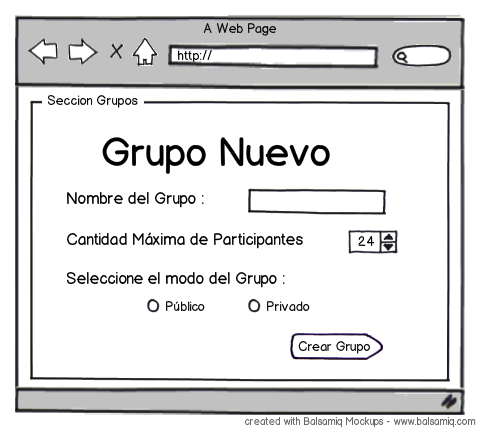 A Web Page
http://
Seccion Grupos
Grupo Nuevo
Nombre del Grupo :
Cantidad Máxima de Participantes 24
Seleccione el modo del Grupo :
Público Privado
Crear Grupo
created with Balsamiq Mockups - www.balsamiq.com